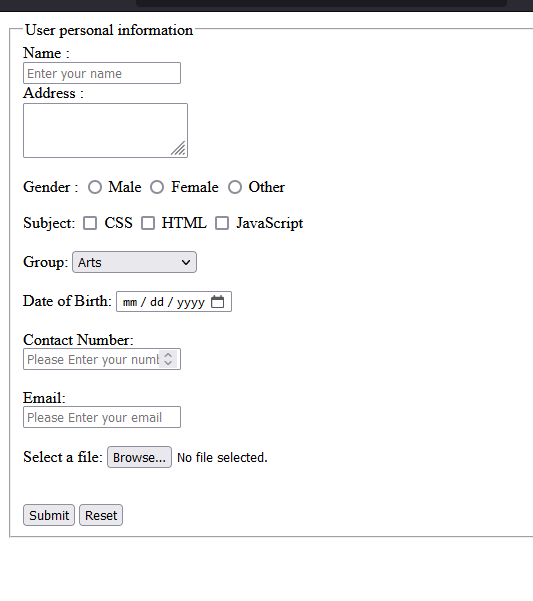 User personal information
Name :
Enter your name
Address :
Gender : Male Female Other
Subject: CSS HTML JavaScript
Group: Arts
Date of Birth: mm / dd / yyyy
Contact Number:
Please Enter your numb
Email:
Please Enter your email
Select a file: Browse... No file selected.
Submit Reset